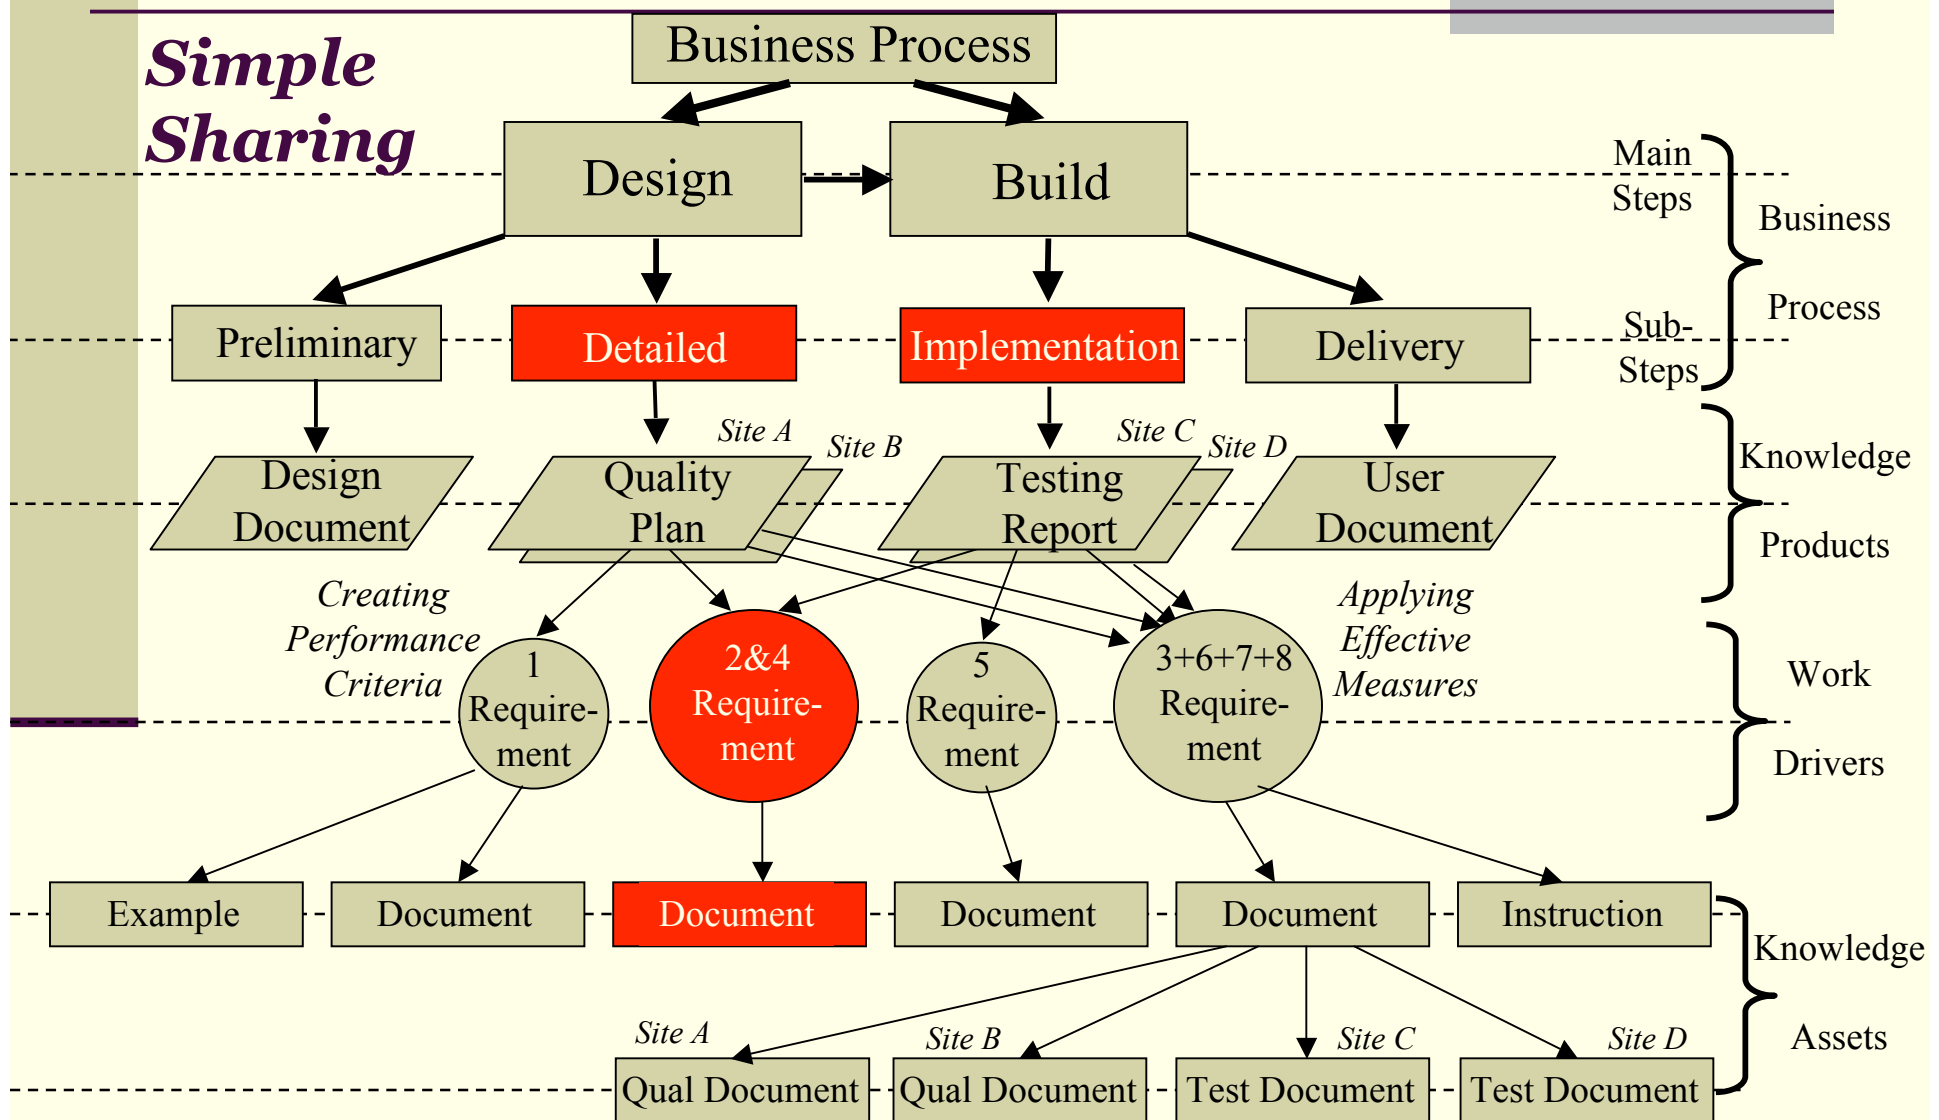 Simple
Sharing
Business Process
Design
Build
Main
Steps
Business
Process
Preliminary
Detailed
Implementation
Delivery
Sub-
Steps
Site A
Site B
Site C
Site D
Design
Document
Quality
Plan
Testing
Report
User
Document
Knowledge
Products
Creating
Performance
Criteria
Applying
Effective
Measures
1
Require-
ment
2&4
Require-
ment
5
Require-
ment
3+6+7+8
Require-
ment
Work
Drivers
Example
Document
Document
Document
Document
Instruction
Knowledge
Assets
Site A
Site B
Site C
Site D
Qual Document
Qual Document
Test Document
Test Document